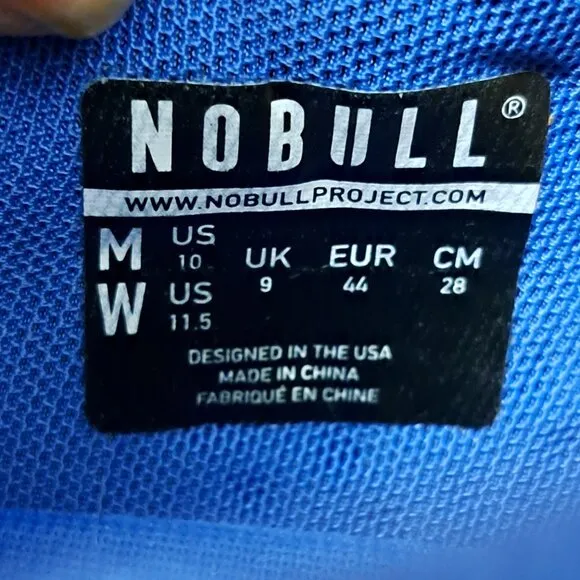 NOBULL®
WWW.NOBULLPROJECT.COM
M US 10 UK 9 EUR 44 CM 28
W US 11.5
DESIGNED IN THE USA
MADE IN CHINA
FABRIQUÉ EN CHINE